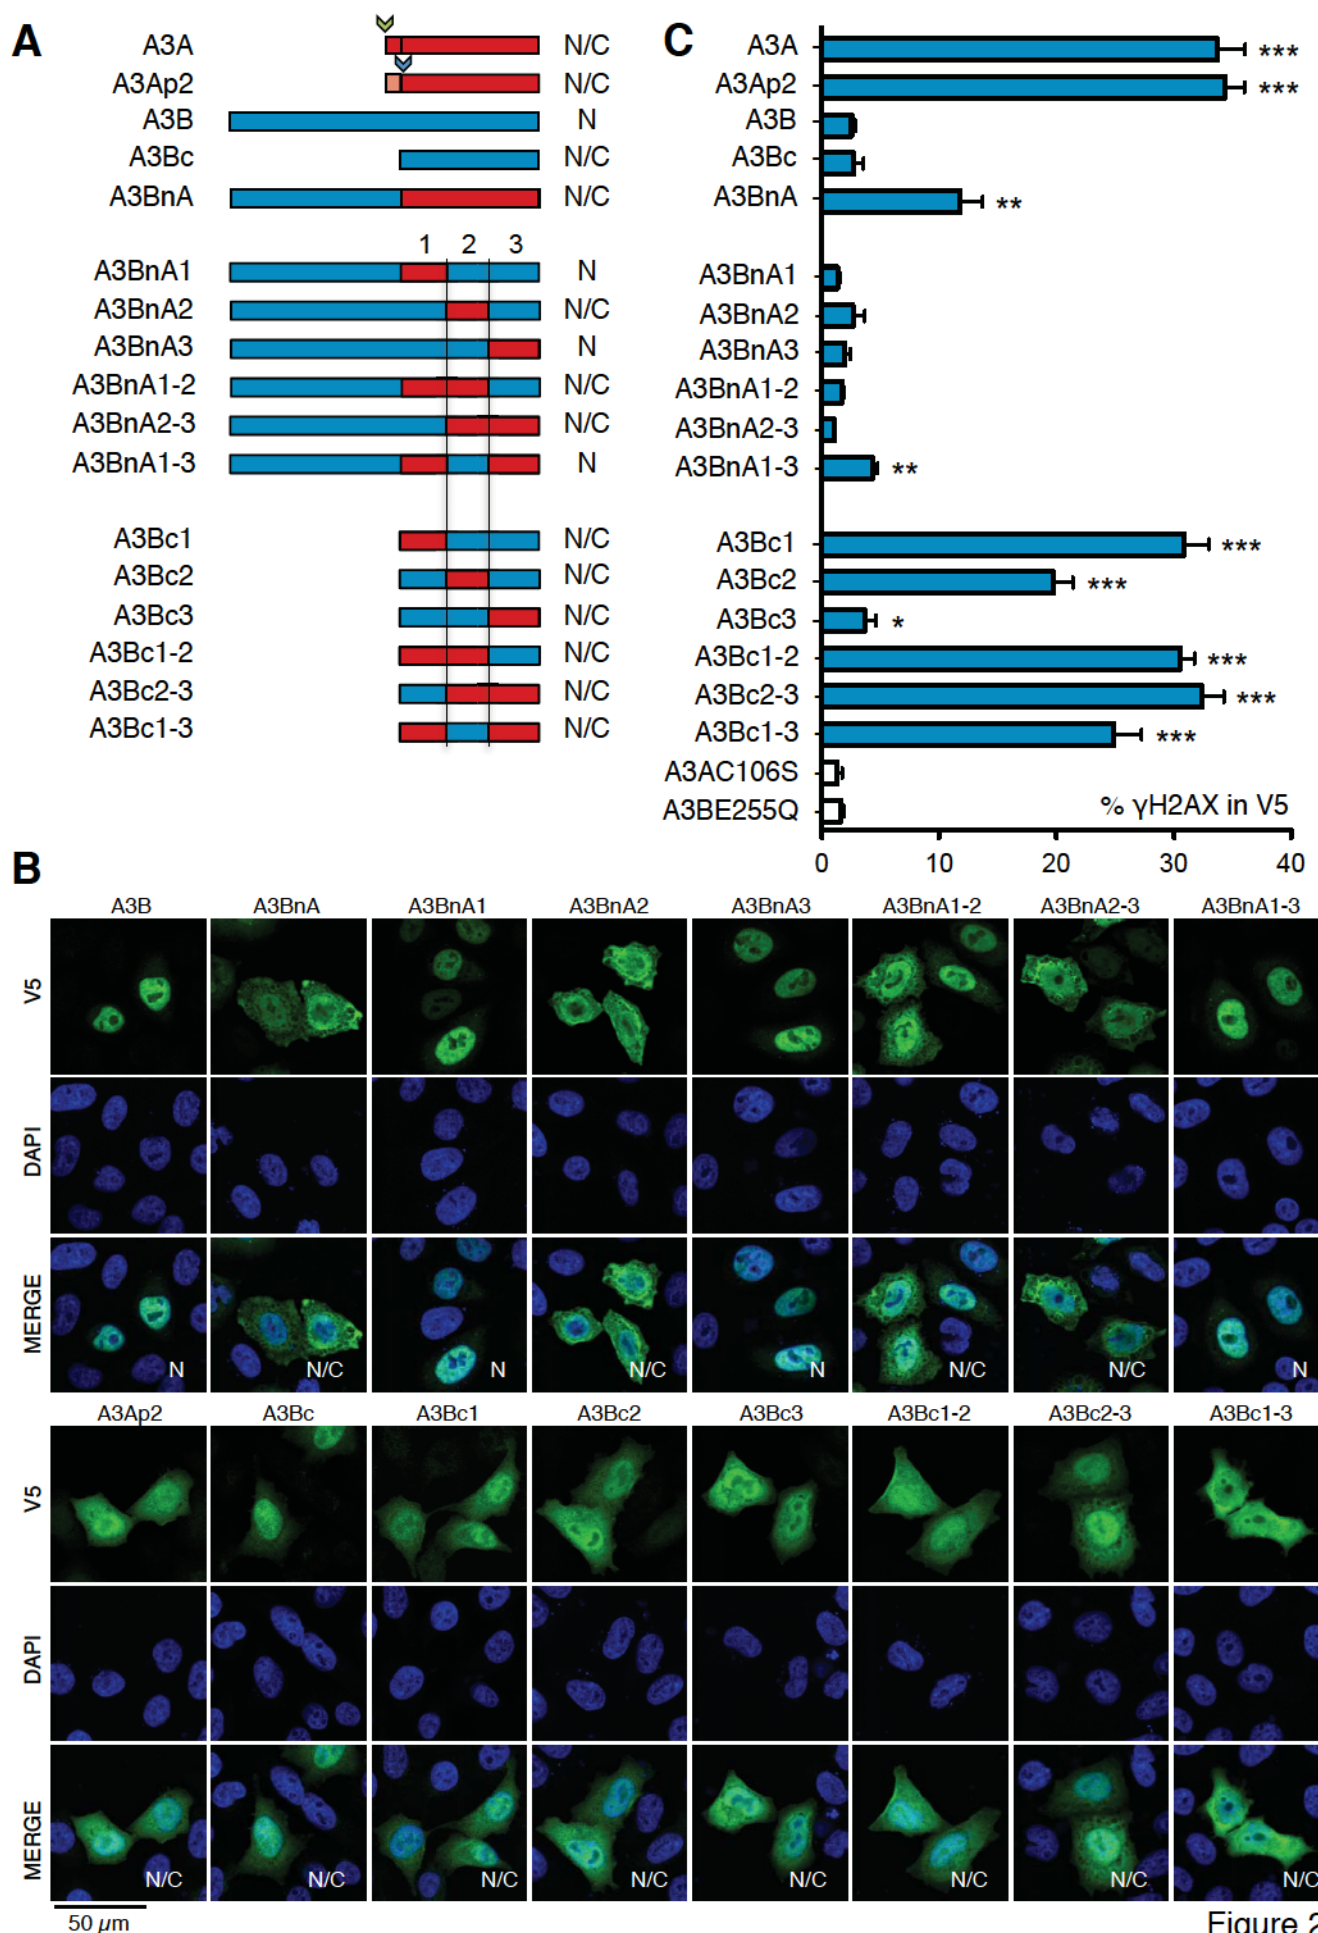 A
A3A N/C
A3Ap2 N/C
A3B N
A3Bc N/C
A3BnA N/C
1 2 3
A3BnA1 N
A3BnA2 N/C
A3BnA3 N
A3BnA1-2 N/C
A3BnA2-3 N/C
A3BnA1-3 N
A3Bc1 N/C
A3Bc2 N/C
A3Bc3 N/C
A3Bc1-2 N/C
A3Bc2-3 N/C
A3Bc1-3 N/C
C
A3A ***
A3Ap2 ***
A3B
A3Bc
A3BnA **
A3BnA1
A3BnA2
A3BnA3
A3BnA1-2
A3BnA2-3
A3BnA1-3 **
A3Bc1 ***
A3Bc2 ***
A3Bc3 *
A3Bc1-2 ***
A3Bc2-3 ***
A3Bc1-3 ***
A3AC106S
A3BE255Q
% γH2AX in V5
0 10 20 30 40
B
A3B A3BnA A3BnA1 A3BnA2 A3BnA3 A3BnA1-2 A3BnA2-3 A3BnA1-3
V5
DAPI
MERGE
N N/C N N/C N N/C N/C N
A3Ap2 A3Bc A3Bc1 A3Bc2 A3Bc3 A3Bc1-2 A3Bc2-3 A3Bc1-3
V5
DAPI
MERGE
N/C N/C N/C N/C N/C N/C N/C N/C
50 µm
Figure 2